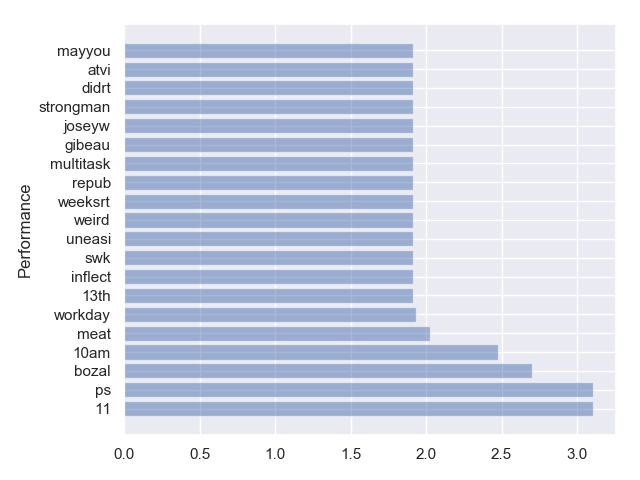 mayyou
atvi
didrt
strongman
joseyw
gibeau
multitask
repub
weeksrt
weird
uneasi
swk
inflect
13th
workday
meat
10am
bozal
ps
11
Performance
0.0 0.5 1.0 1.5 2.0 2.5 3.0